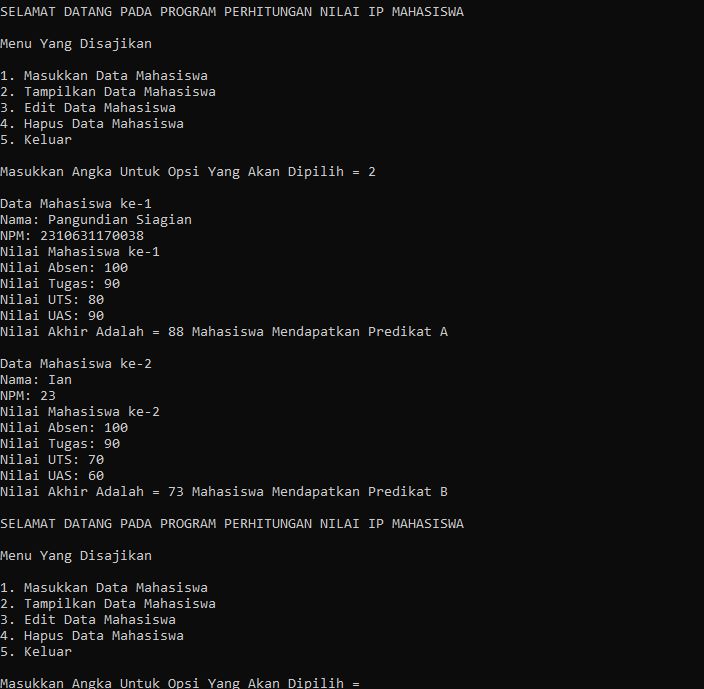 SELAMAT DATANG PADA PROGRAM PERHITUNGAN NILAI IP MAHASISWA
Menu Yang Disajikan
1. Masukkan Data Mahasiswa
2. Tampilkan Data Mahasiswa
3. Edit Data Mahasiswa
4. Hapus Data Mahasiswa
5. Keluar
Masukkan Angka Untuk Opsi Yang Akan Dipilih = 2
Data Mahasiswa ke-1
Nama: Pangundian Siagian
NPM: 2310631170038
Nilai Mahasiswa ke-1
Nilai Absen: 100
Nilai Tugas: 90
Nilai UTS: 80
Nilai UAS: 90
Nilai Akhir Adalah = 88 Mahasiswa Mendapatkan Predikat A
Data Mahasiswa ke-2
Nama: Ian
NPM: 23
Nilai Mahasiswa ke-2
Nilai Absen: 100
Nilai Tugas: 90
Nilai UTS: 70
Nilai UAS: 60
Nilai Akhir Adalah = 73 Mahasiswa Mendapatkan Predikat B
SELAMAT DATANG PADA PROGRAM PERHITUNGAN NILAI IP MAHASISWA
Menu Yang Disajikan
1. Masukkan Data Mahasiswa
2. Tampilkan Data Mahasiswa
3. Edit Data Mahasiswa
4. Hapus Data Mahasiswa
5. Keluar
Masukkan Angka Untuk Opsi Yang Akan Dipilih =